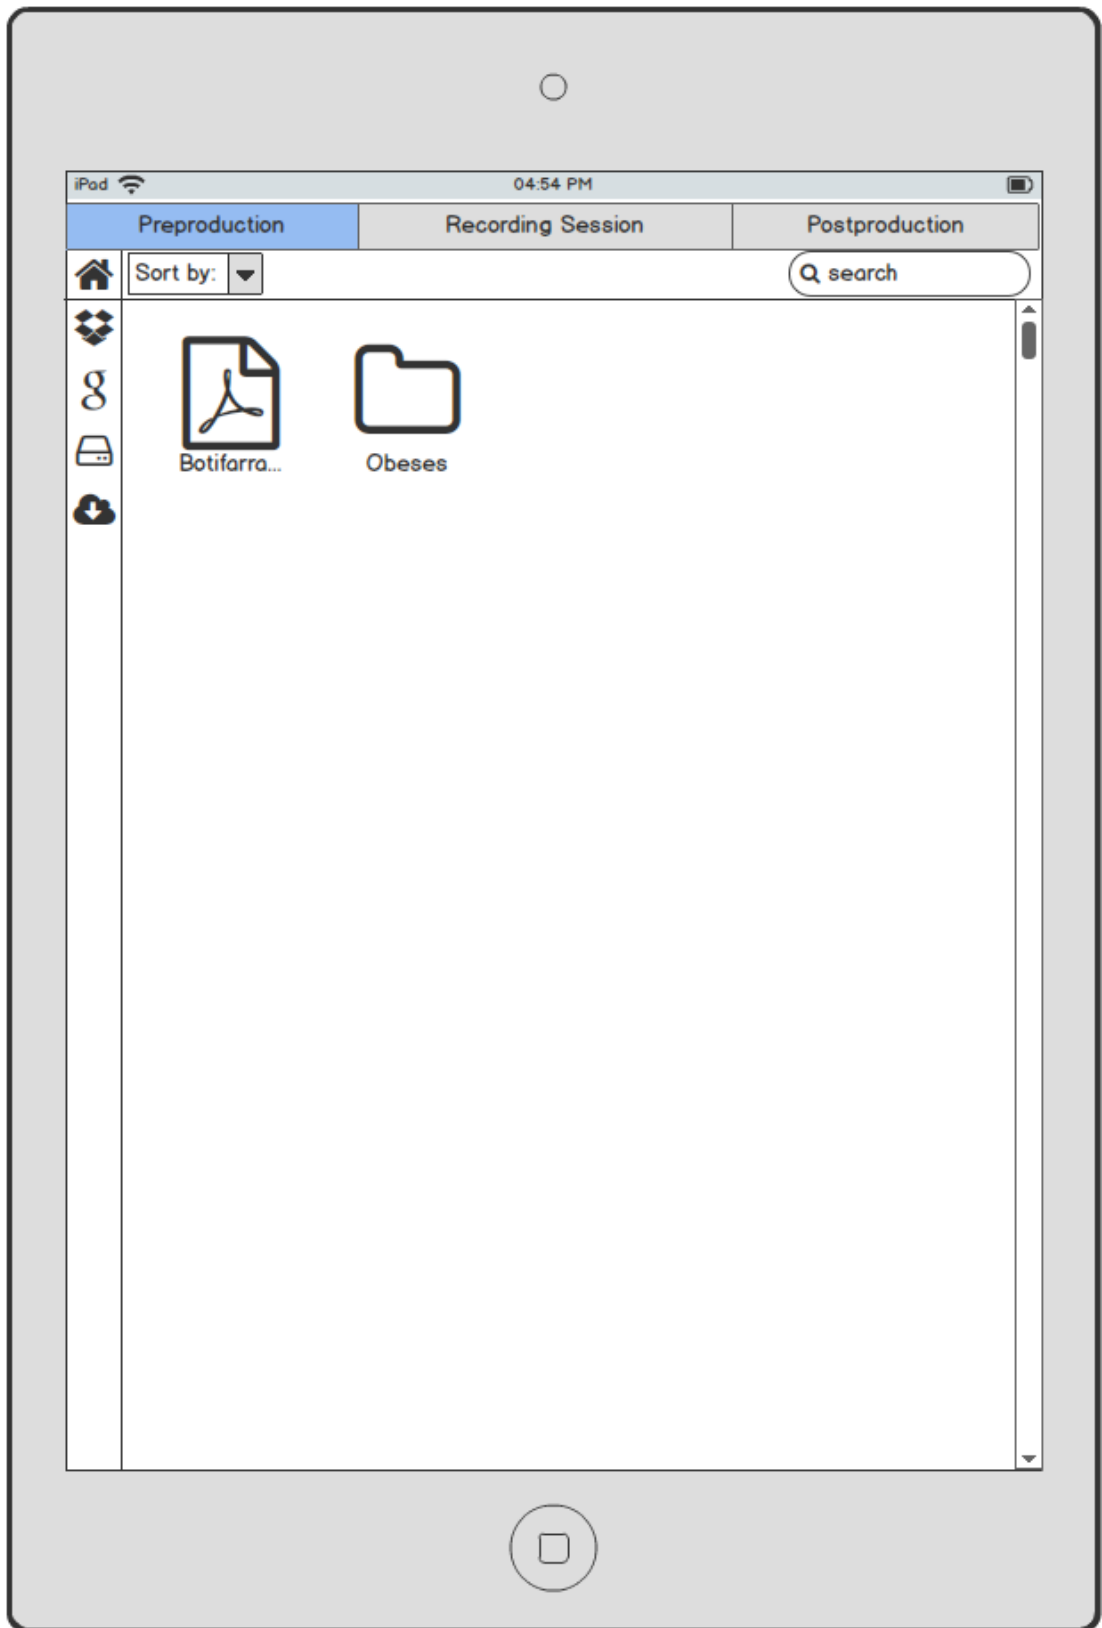 iPad 04:54 PM
Preproduction Recording Session Postproduction
Sort by: search
g
Botifarra... Obeses